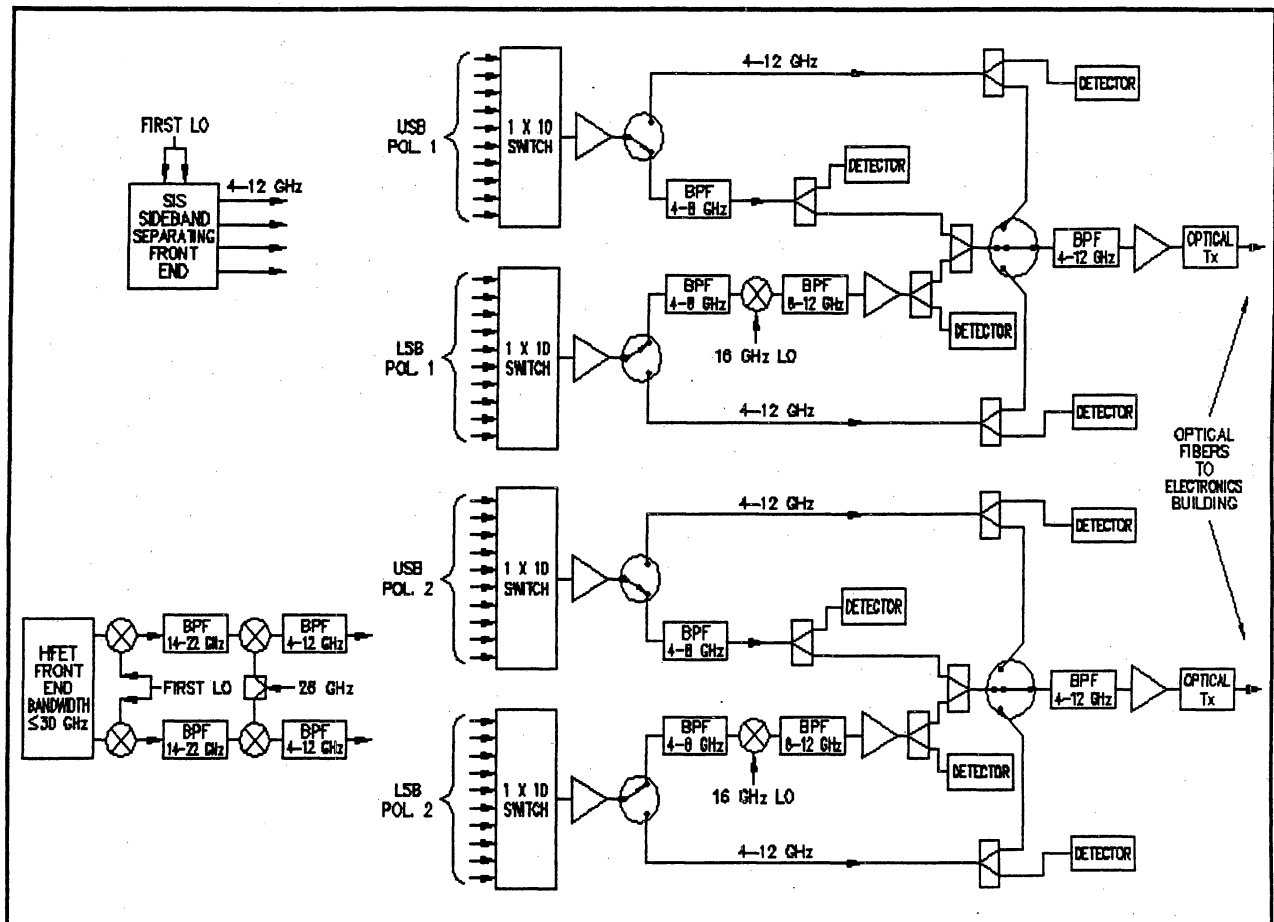 FIRST LO
4–12 GHz
SIS
SIDEBAND
SEPARATING
FRONT
END
USB
POL. 1
1 X 10
SWITCH
4–12 GHz
DETECTOR
BPF
4–8 GHz
DETECTOR
BPF
4–12 GHz
OPTICAL
Tx
LSB
POL. 1
1 X 10
SWITCH
BPF
4–8 GHz
16 GHz LO
BPF
8–12 GHz
DETECTOR
4–12 GHz
DETECTOR
OPTICAL
FIBERS
TO
ELECTRONICS
BUILDING
USB
POL. 2
1 X 10
SWITCH
4–12 GHz
DETECTOR
BPF
4–8 GHz
DETECTOR
BPF
4–12 GHz
OPTICAL
Tx
HFET
FRONT
END
BANDWIDTH
≤30 GHz
BPF
14–22 GHz
BPF
4–12 GHz
FIRST LO
26 GHz
BPF
14–22 GHz
BPF
4–12 GHz
LSB
POL. 2
1 X 10
SWITCH
BPF
4–8 GHz
16 GHz LO
BPF
8–12 GHz
DETECTOR
4–12 GHz
DETECTOR